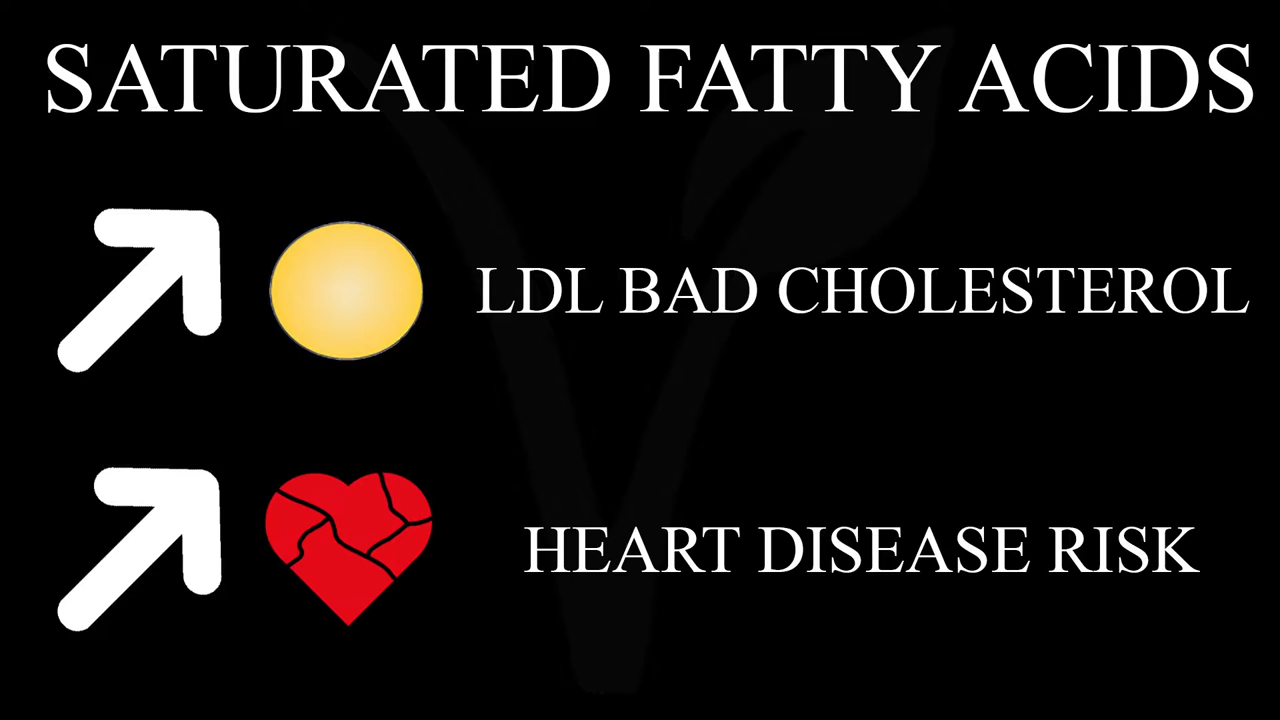 SATURATED FATTY ACIDS
LDL BAD CHOLESTEROL
HEART DISEASE RISK